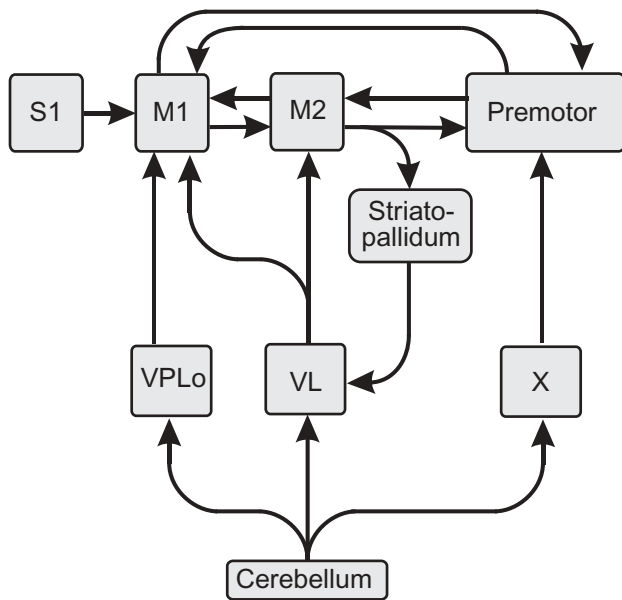 S1
M1
M2
Premotor
Striato-
pallidum
VPLo
VL
X
Cerebellum